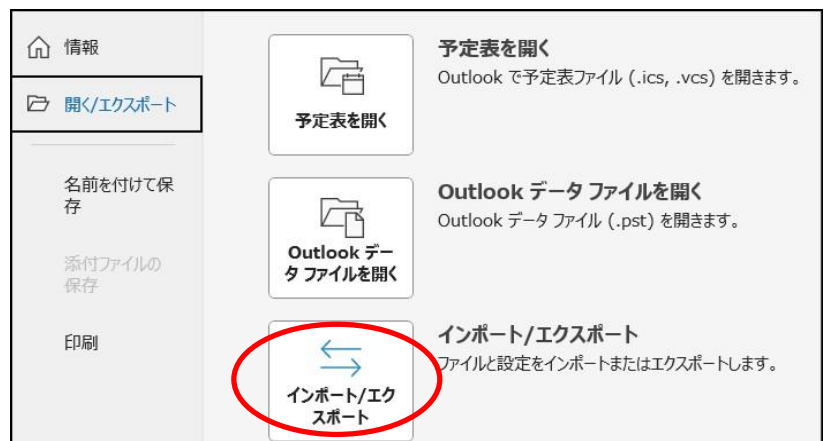 情報
開く/エクスポート
名前を付けて保
存
添付ファイルの
保存
印刷
予定表を開く
予定表を開く
Outlook で予定表ファイル (.ics, .vcs) を開きます。
Outlook デー
タ ファイルを開く
Outlook データ ファイルを開く
Outlook データ ファイル (.pst) を開きます。
インポート/エク
スポート
インポート/エクスポート
ファイルと設定をインポートまたはエクスポートします。